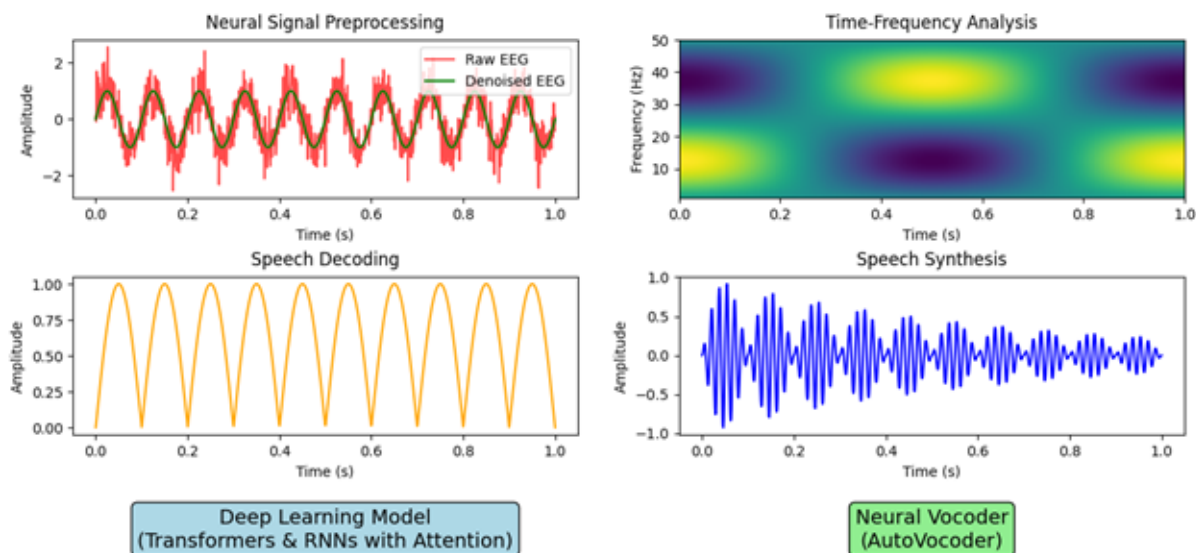 Neural Signal Preprocessing
Raw EEG
Denoised EEG
2
0
−2
Amplitude
0.0 0.2 0.4 0.6 0.8 1.0
Time (s)
Time-Frequency Analysis
50
40
30
20
10
Frequency (Hz)
0.0 0.2 0.4 0.6 0.8 1.0
Time (s)
Speech Decoding
1.00
0.75
0.50
0.25
0.00
Amplitude
0.0 0.2 0.4 0.6 0.8 1.0
Time (s)
Speech Synthesis
1.0
0.5
0.0
−0.5
−1.0
Amplitude
0.0 0.2 0.4 0.6 0.8 1.0
Time (s)
Deep Learning Model
(Transformers & RNNs with Attention)
Neural Vocoder
(AutoVocoder)